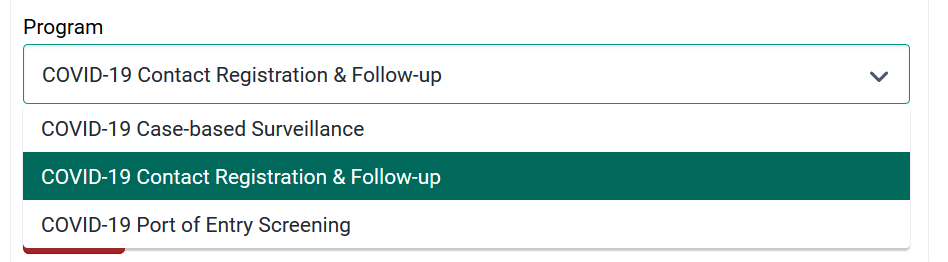 Program
COVID-19 Contact Registration & Follow-up
COVID-19 Case-based Surveillance
COVID-19 Contact Registration & Follow-up
COVID-19 Port of Entry Screening